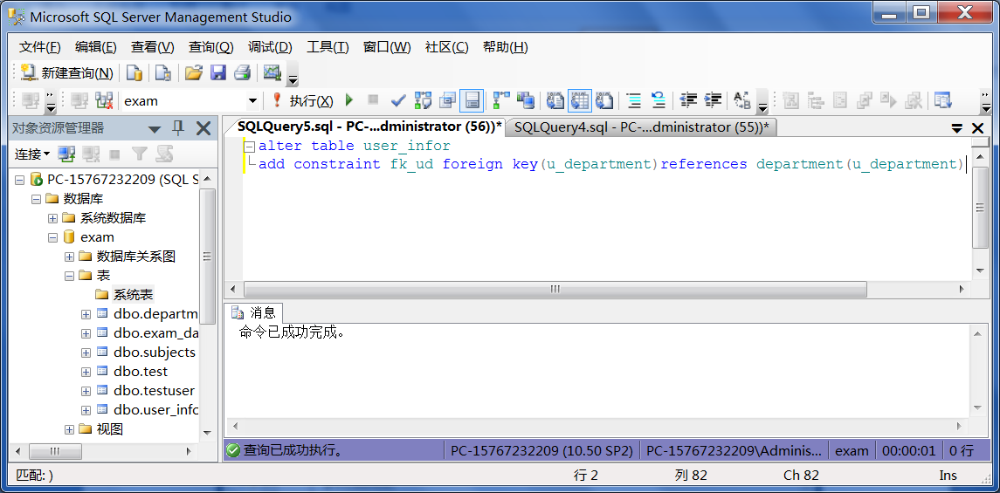 Microsoft SQL Server Management Studio
文件(F) 编辑(E) 查看(V) 查询(Q) 调试(D) 工具(T) 窗口(W) 社区(C) 帮助(H)
新建查询(N)
exam 执行(X)
对象资源管理器
SQLQuery5.sql - PC-...dministrator (56))* SQLQuery4.sql - PC-...dministrator (55))*
连接
PC-15767232209 (SQL S
数据库
系统数据库
exam
数据库关系图
表
系统表
dbo.departm
dbo.exam_da
dbo.subjects
dbo.test
dbo.testuser
dbo.user_info
视图
alter table user_infor
add constraint fk_ud foreign key(u_department)references department(u_department)
消息
命令已成功完成。
查询已成功执行。 PC-15767232209 (10.50 SP2) PC-15767232209\Adminis... exam 00:00:01 0 行
匹配: ) 行 2 列 82 Ch 82 Ins